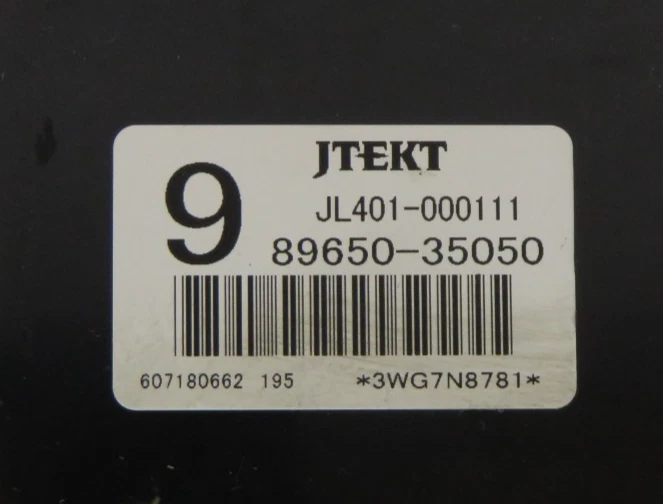 9
JTEKT
JL401-000111
89650-35050
607180662 195 *3WG7N8781*